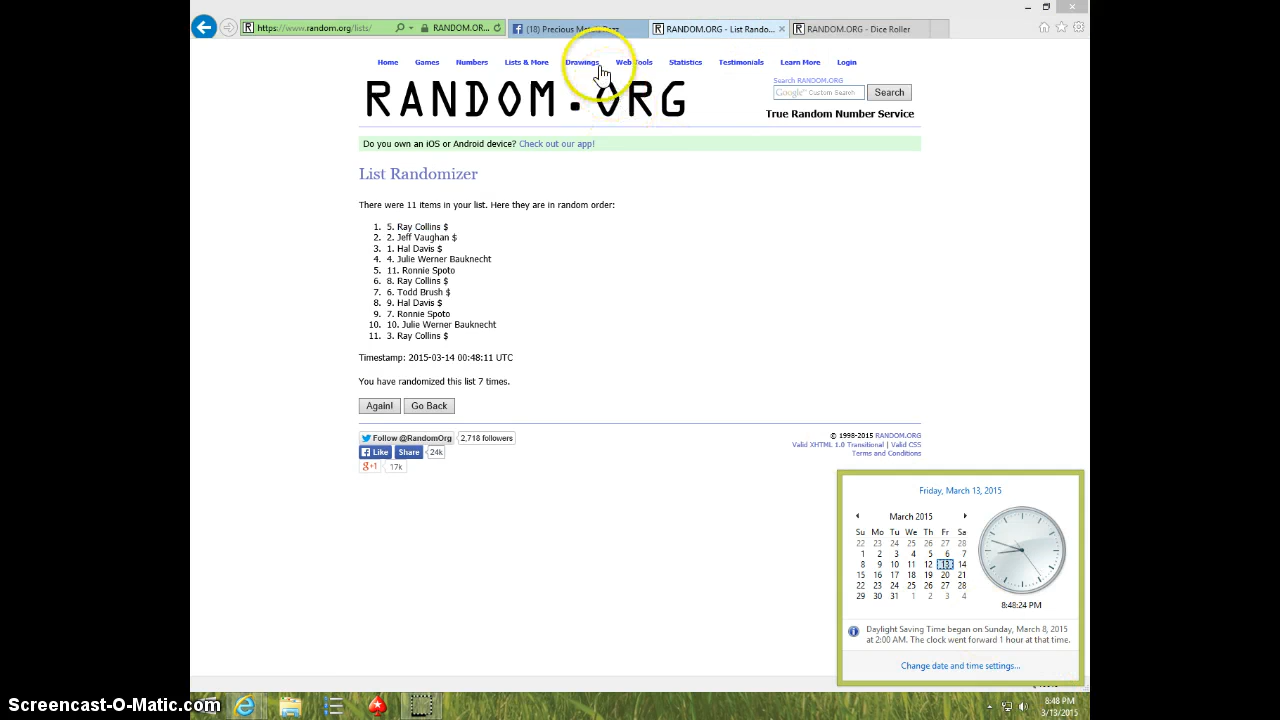 https://www.random.org/lists/
RANDOM.OR...
(18) Precious Metals
RANDOM.ORG - List Rando...
RANDOM.ORG - Dice Roller
Home Games Numbers Lists & More Drawings Web Tools Statistics Testimonials Learn More Login
RANDOM.ORG
Search RANDOM.ORG
Google™ Custom Search Search
True Random Number Service
Do you own an iOS or Android device? Check out our app!
List Randomizer
There were 11 items in your list. Here they are in random order:
1. 5. Ray Collins $
2. 2. Jeff Vaughan $
3. 1. Hal Davis $
4. 4. Julie Werner Bauknecht
5. 11. Ronnie Spoto
6. 8. Ray Collins $
7. 6. Todd Brush $
8. 9. Hal Davis $
9. 7. Ronnie Spoto
10. 10. Julie Werner Bauknecht
11. 3. Ray Collins $
Timestamp: 2015-03-14 00:48:11 UTC
You have randomized this list 7 times.
Again! Go Back
Follow @RandomOrg 2,718 followers
Like Share 24k
g+1 17k
© 1998-2015 RANDOM.ORG
Valid XHTML 1.0 Transitional | Valid CSS
Terms and Conditions
Friday, March 13, 2015
March 2015
Su Mo Tu We Th Fr Sa
22 23 24 25 26 27 28
1 2 3 4 5 6 7
8 9 10 11 12 13 14
15 16 17 18 19 20 21
22 23 24 25 26 27 28
29 30 31 1 2 3 4
8:48:24 PM
Daylight Saving Time began on Sunday, March 8, 2015
at 2:00 AM. The clock went forward 1 hour at that time.
Change date and time settings...
8:48 PM
3/13/2015
Screencast-O-Matic.com